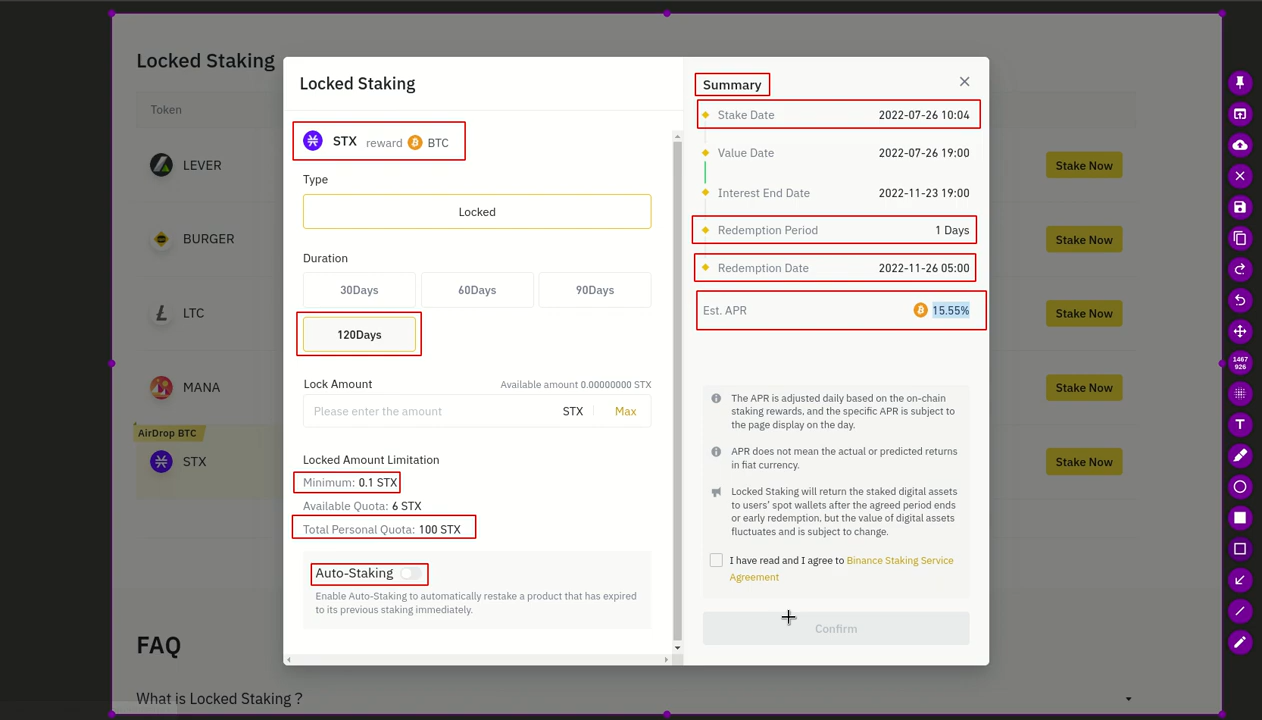 Locked Staking
Token
LEVER
Stake Now
BURGER
Stake Now
LTC
Stake Now
MANA
Stake Now
AirDrop BTC
STX
Stake Now
FAQ
What is Locked Staking ?
Locked Staking
STX reward BTC
Type
Locked
Duration
30Days
60Days
90Days
120Days
Lock Amount
Available amount 0.00000000 STX
Please enter the amount
STX
Max
Locked Amount Limitation
Minimum: 0.1 STX
Available Quota: 6 STX
Total Personal Quota: 100 STX
Auto-Staking
Enable Auto-Staking to automatically restake a product that has expired
to its previous staking immediately.
Summary
Stake Date 2022-07-26 10:04
Value Date 2022-07-26 19:00
Interest End Date 2022-11-23 19:00
Redemption Period 1 Days
Redemption Date 2022-11-26 05:00
Est. APR 15.55%
The APR is adjusted daily based on the on-chain
staking rewards, and the specific APR is subject to
the page display on the day.
APR does not mean the actual or predicted returns
in fiat currency.
Locked Staking will return the staked digital assets
to users' spot wallets after the agreed period ends
or early redemption, but the value of digital assets
fluctuates and is subject to change.
I have read and I agree to Binance Staking Service
Agreement
Confirm
1467
926
T